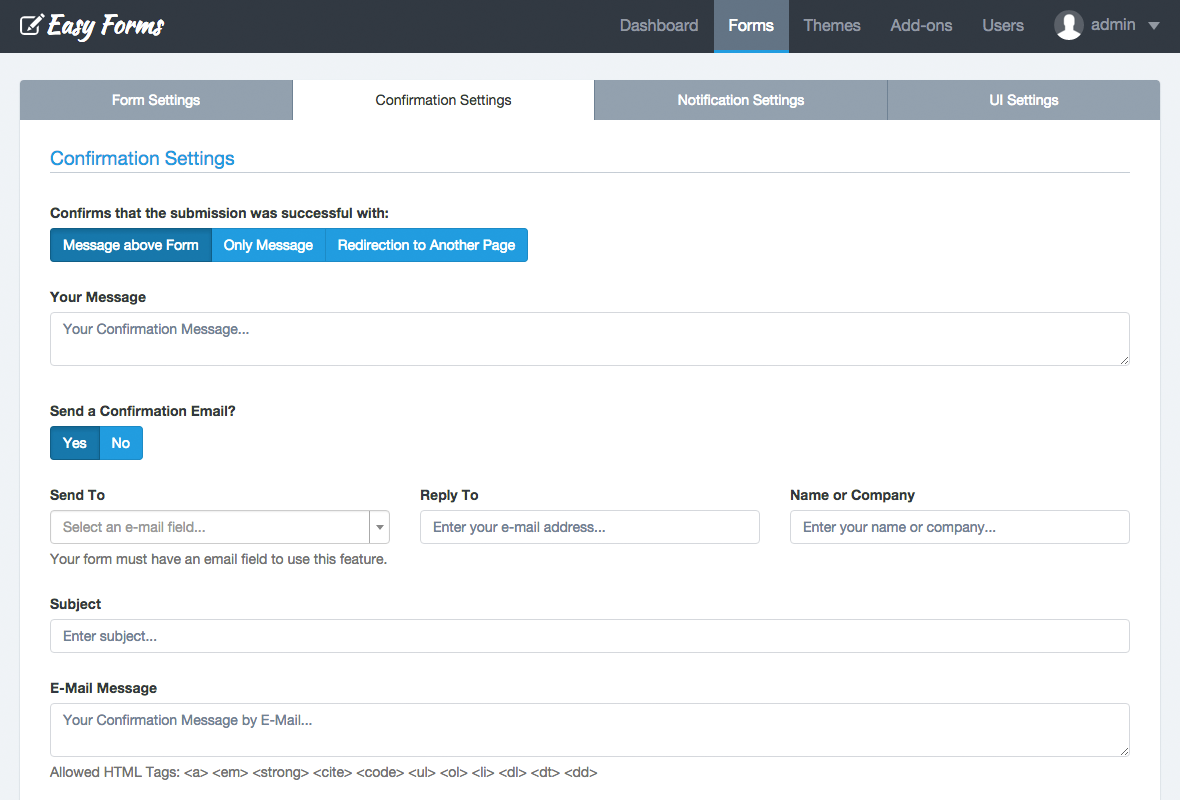 Easy Forms Dashboard Forms Themes Add-ons Users admin
Form Settings Confirmation Settings Notification Settings UI Settings
Confirmation Settings
Confirms that the submission was successful with:
Message above Form Only Message Redirection to Another Page
Your Message
Your Confirmation Message...
Send a Confirmation Email?
Yes No
Send To Reply To Name or Company
Select an e-mail field... Enter your e-mail address... Enter your name or company...
Your form must have an email field to use this feature.
Subject
Enter subject...
E-Mail Message
Your Confirmation Message by E-Mail...
Allowed HTML Tags: <a> <em> <strong> <cite> <code> <ul> <ol> <li> <dl> <dt> <dd>